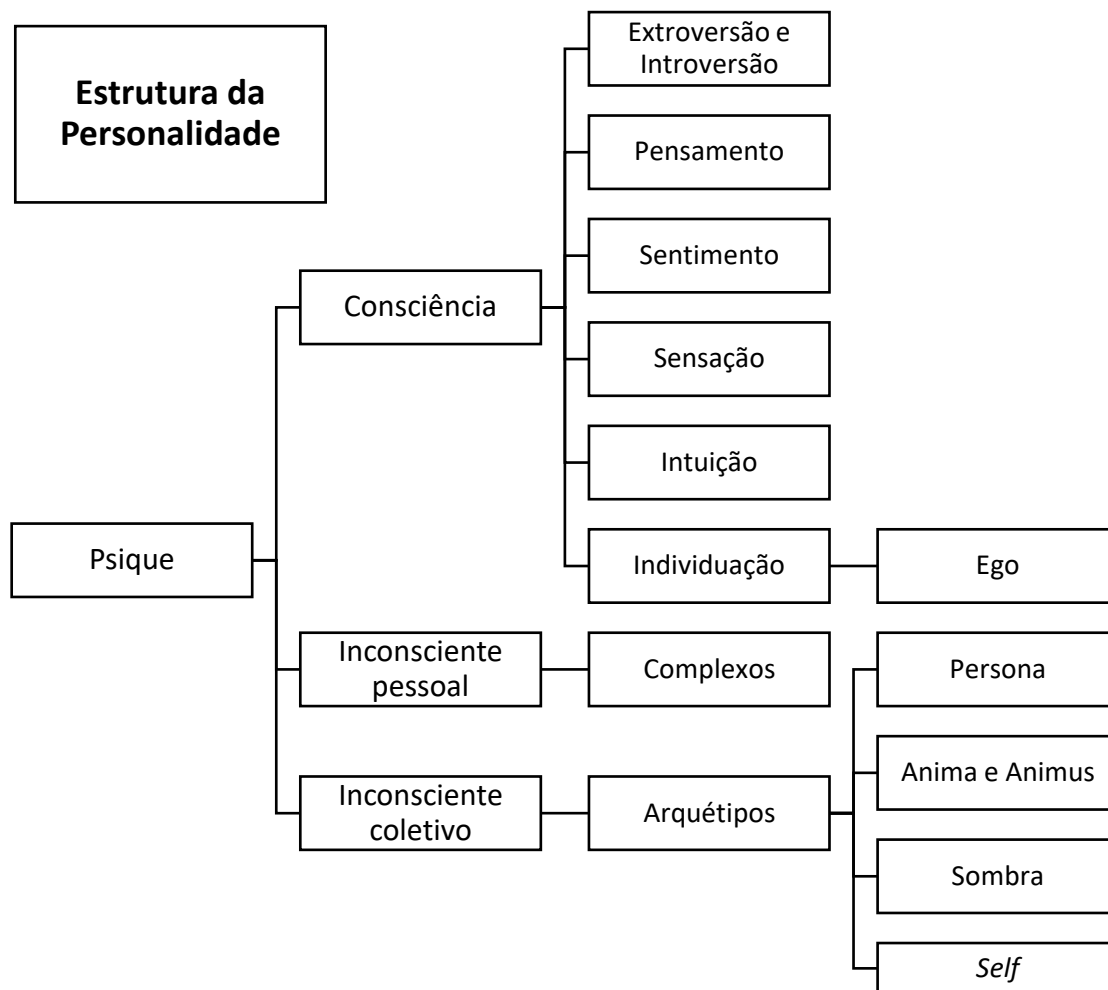 Estrutura da
Personalidade
Extroversão e
Introversão
Pensamento
Sentimento
Consciência
Sensação
Intuição
Psique
Individuação
Ego
Inconsciente
pessoal
Complexos
Persona
Anima e Animus
Inconsciente
coletivo
Arquétipos
Sombra
Self